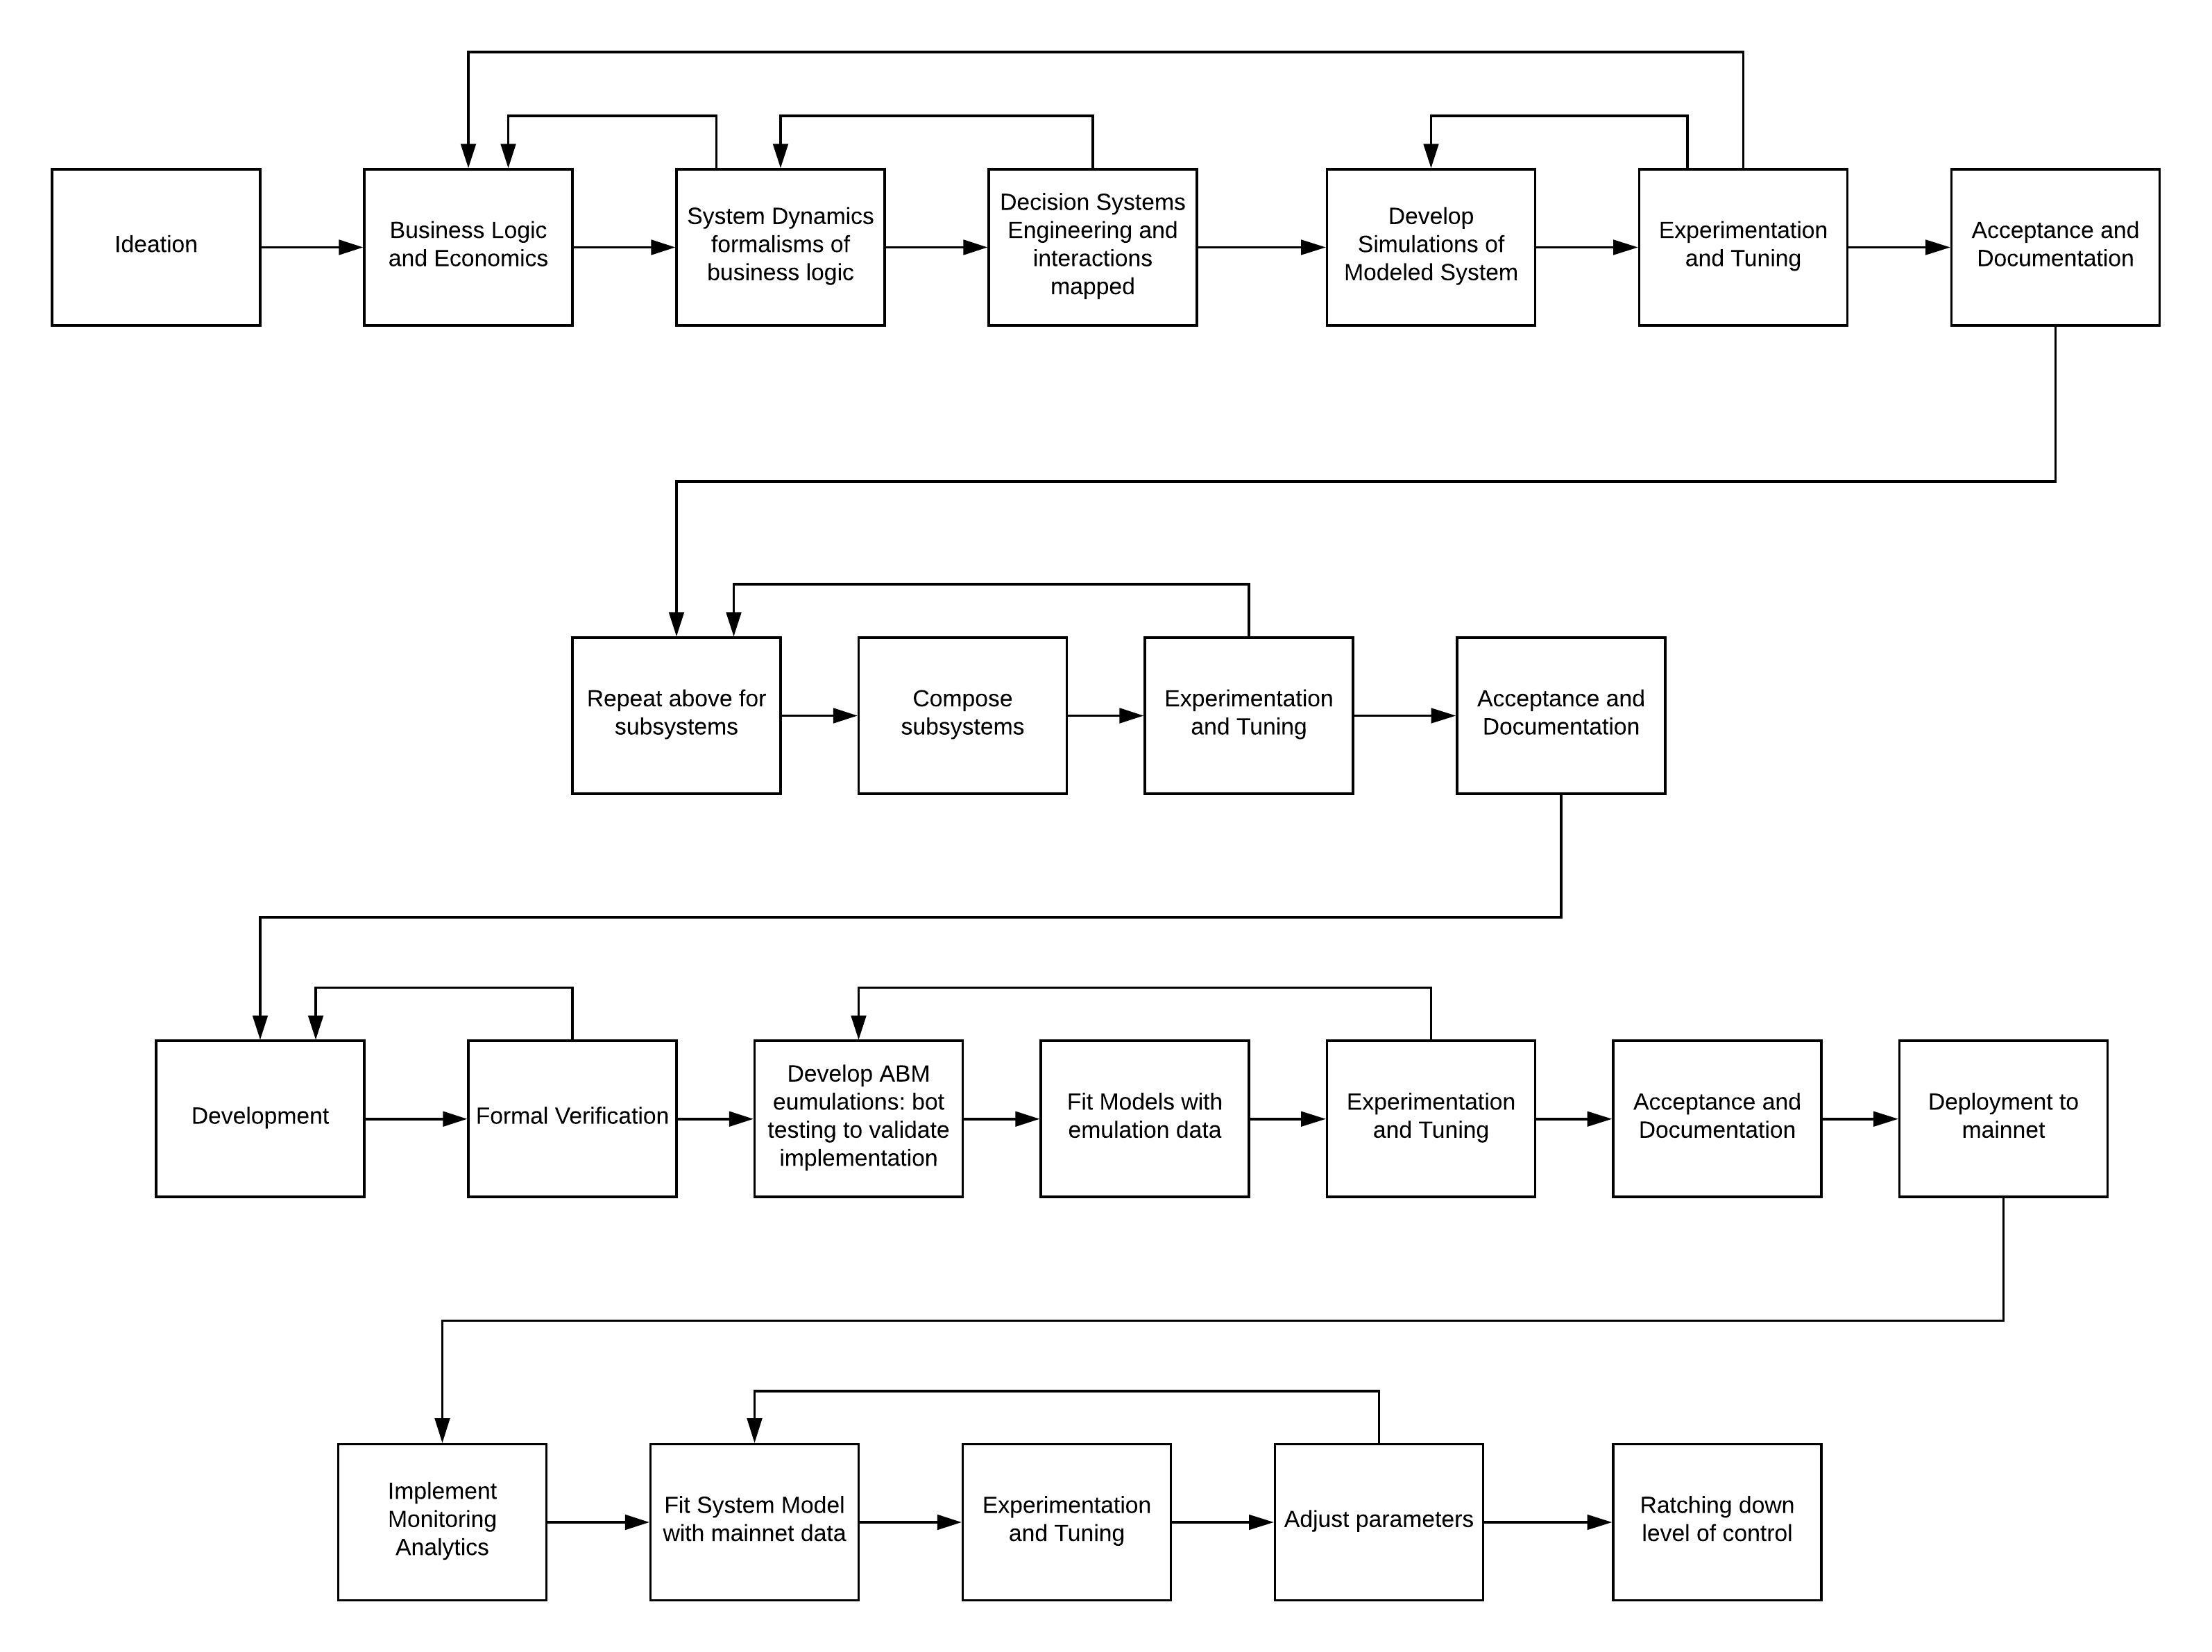 Ideation
Business Logic
and Economics
System Dynamics
formalisms of
business logic
Decision Systems
Engineering and
interactions
mapped
Develop
Simulations of
Modeled System
Experimentation
and Tuning
Acceptance and
Documentation
Repeat above for
subsystems
Compose
subsystems
Experimentation
and Tuning
Acceptance and
Documentation
Development
Formal Verification
Develop ABM
eumulations: bot
testing to validate
implementation
Fit Models with
emulation data
Experimentation
and Tuning
Acceptance and
Documentation
Deployment to
mainnet
Implement
Monitoring
Analytics
Fit System Model
with mainnet data
Experimentation
and Tuning
Adjust parameters
Ratching down
level of control